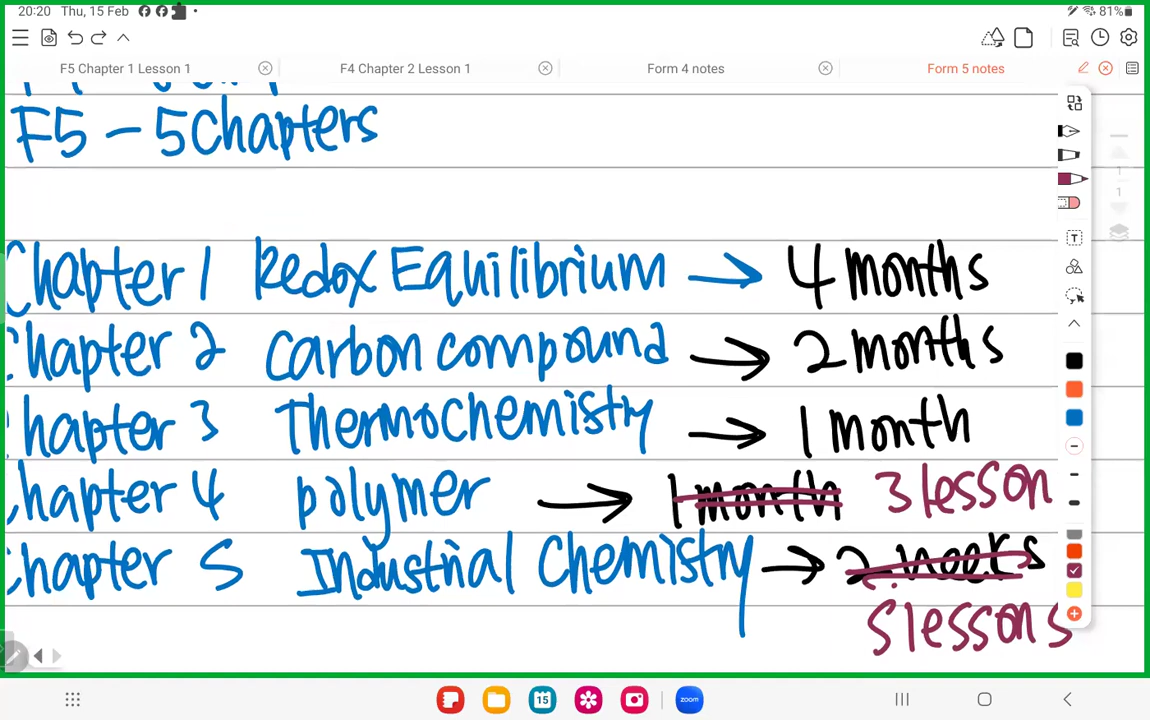 20:20 Thu, 15 Feb 81%
F5 Chapter 1 Lesson 1 F4 Chapter 2 Lesson 1 Form 4 notes Form 5 notes
F5 - 5 Chapters
Chapter 1 Redox Equilibrium → 4 months
Chapter 2 Carbon compound → 2 months
Chapter 3 Thermochemistry → 1 month
Chapter 4 polymer → 1 month 3 lesson
Chapter 5 Industrial Chemistry → 2 weeks
5 lessons
15 zoom